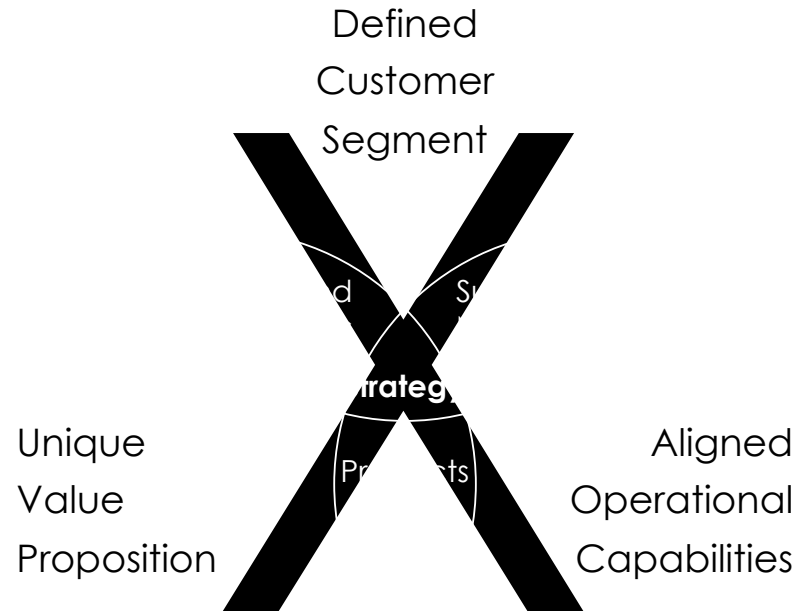 Defined
Customer
Segment
Unique
Value
Proposition
Aligned
Operational
Capabilities